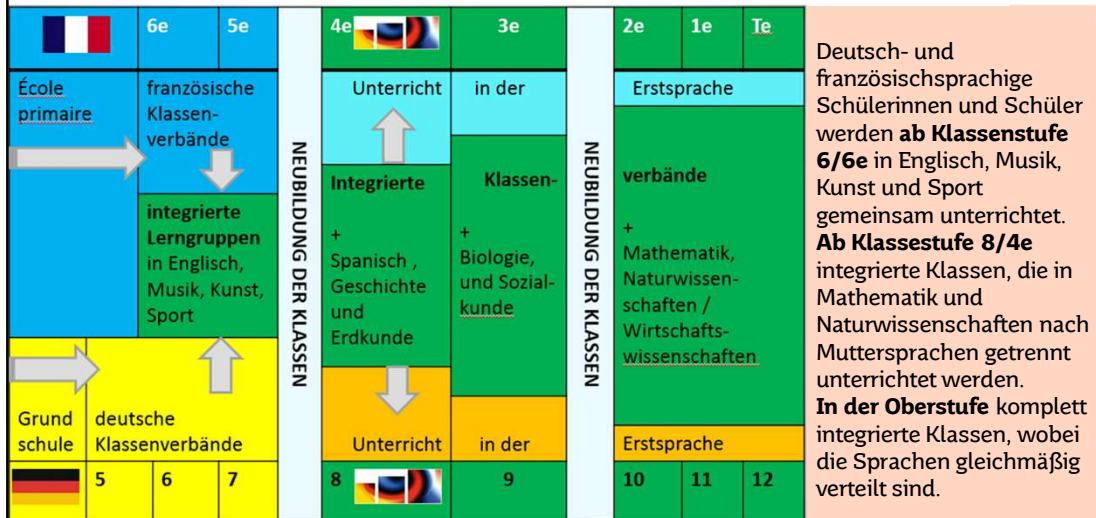 6e
5e
4e
3e
2e
1e
Te
École
primaire
französische
Klassen-
verbände
integrierte
Lerngruppen
in Englisch,
Musik, Kunst,
Sport
Grund
schule
deutsche
Klassenverbände
5
6
7
NEUBILDUNG DER KLASSEN
Unterricht
in der
Integrierte
Klassen-
+
Spanisch ,
Geschichte
und
Erdkunde
+
Biologie,
und Sozial-
kunde
Unterricht
in der
8
9
NEUBILDUNG DER KLASSEN
Erstsprache
verbände
+
Mathematik,
Naturwissen-
schaften /
Wirtschafts-
wissenschaften
Erstsprache
10
11
12
Deutsch- und
französischsprachige
Schülerinnen und Schüler
werden ab Klassenstufe
6/6e in Englisch, Musik,
Kunst und Sport
gemeinsam unterrichtet.
Ab Klassestufe 8/4e
integrierte Klassen, die in
Mathematik und
Naturwissenschaften nach
Muttersprachen getrennt
unterrichtet werden.
In der Oberstufe komplett
integrierte Klassen, wobei
die Sprachen gleichmäßig
verteilt sind.